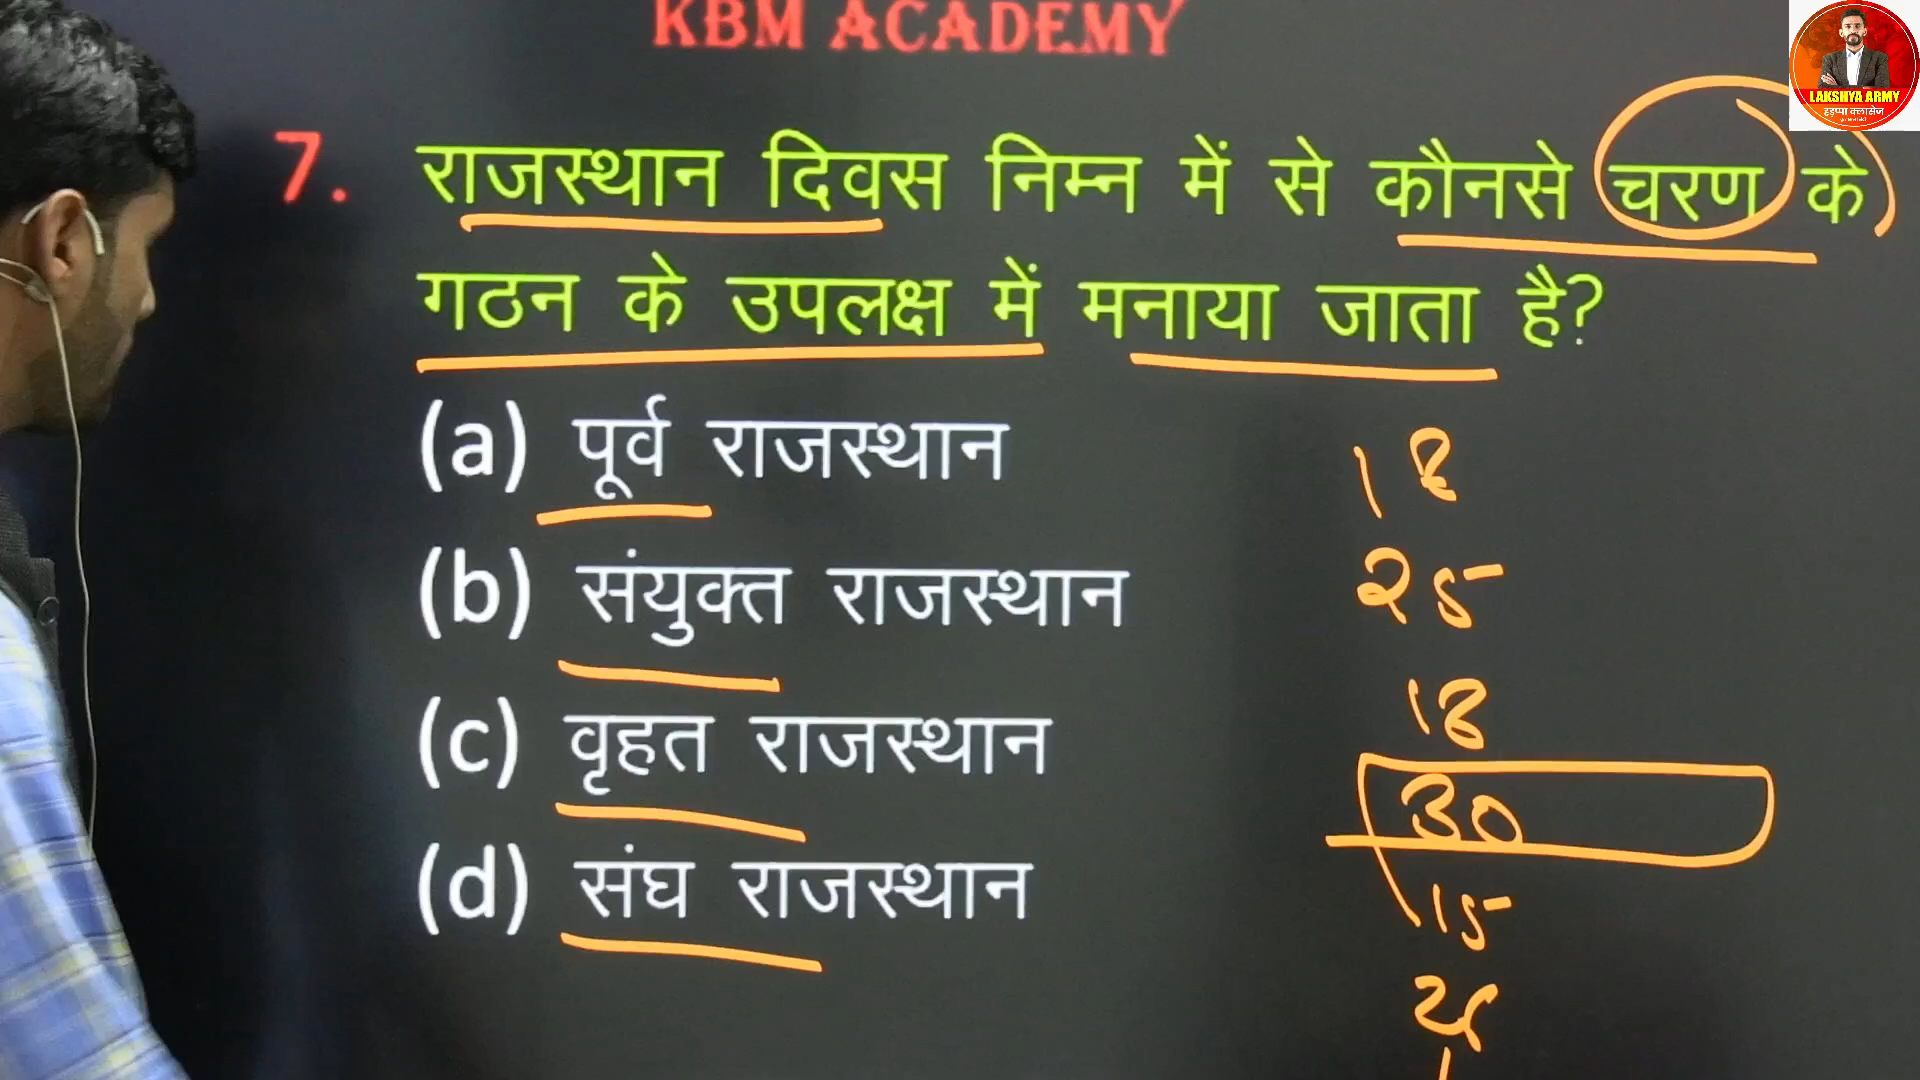 KBM ACADEMY
LAKSHYA ARMY
हड़प्पा क्लासेज
7. राजस्थान दिवस निम्न में से कौनसे चरण के
गठन के उपलक्ष में मनाया जाता है?
(a) पूर्व राजस्थान
(b) संयुक्त राजस्थान
(c) वृहत राजस्थान
(d) संघ राजस्थान
18
25
18
30
15